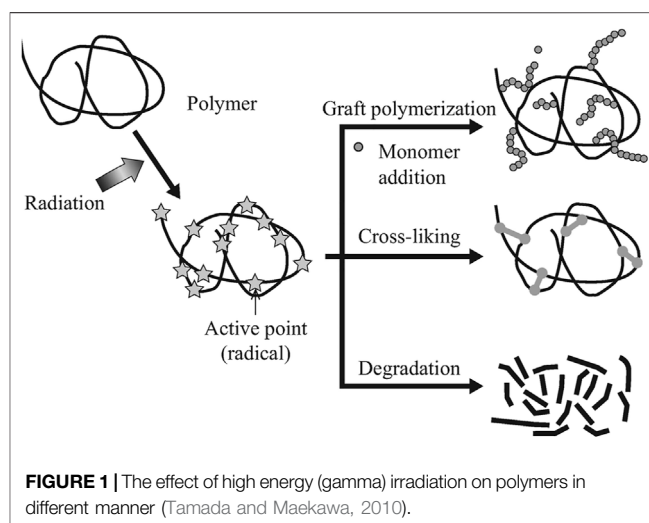 Polymer
Radiation
Active point
(radical)
Graft polymerization
Monomer
addition
Cross-liking
Degradation
FIGURE 1 | The effect of high energy (gamma) irradiation on polymers in
different manner (Tamada and Maekawa, 2010).